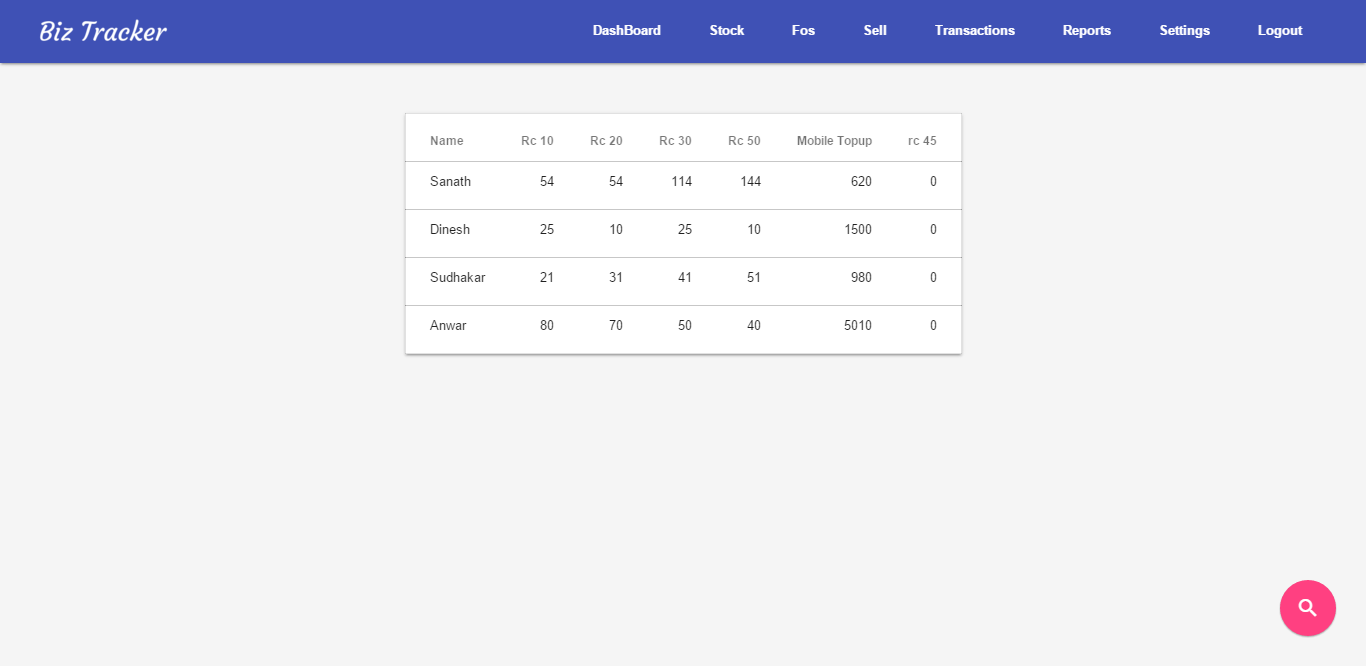 Biz Tracker DashBoard Stock Fos Sell Transactions Reports Settings Logout
Name Rc 10 Rc 20 Rc 30 Rc 50 Mobile Topup rc 45
Sanath 54 54 114 144 620 0
Dinesh 25 10 25 10 1500 0
Sudhakar 21 31 41 51 980 0
Anwar 80 70 50 40 5010 0